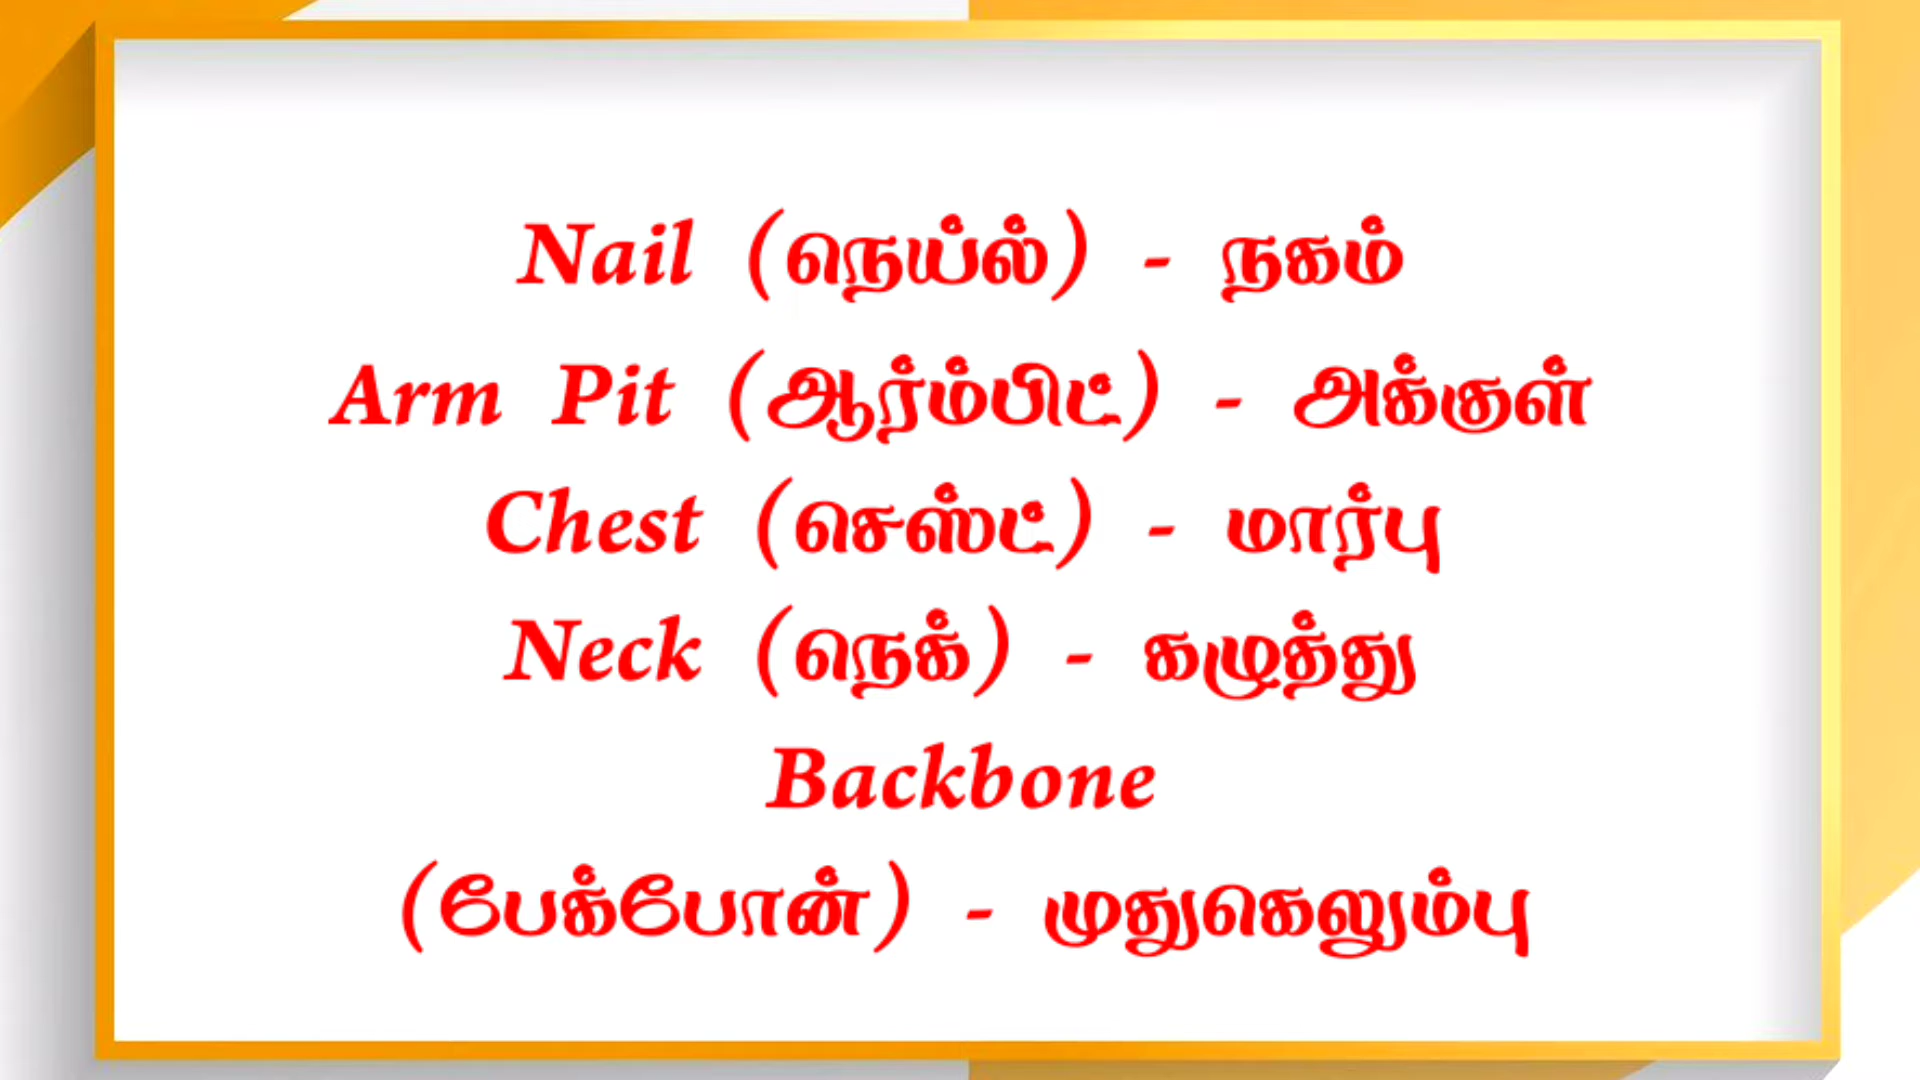 Nail (நெய்ல்) - நகம்
Arm Pit (ஆர்ம்பிட்) - அக்குள்
Chest (செஸ்ட்) - மார்பு
Neck (நெக்) - கழுத்து
Backbone
(பேக்போன்) - முதுகெலும்பு